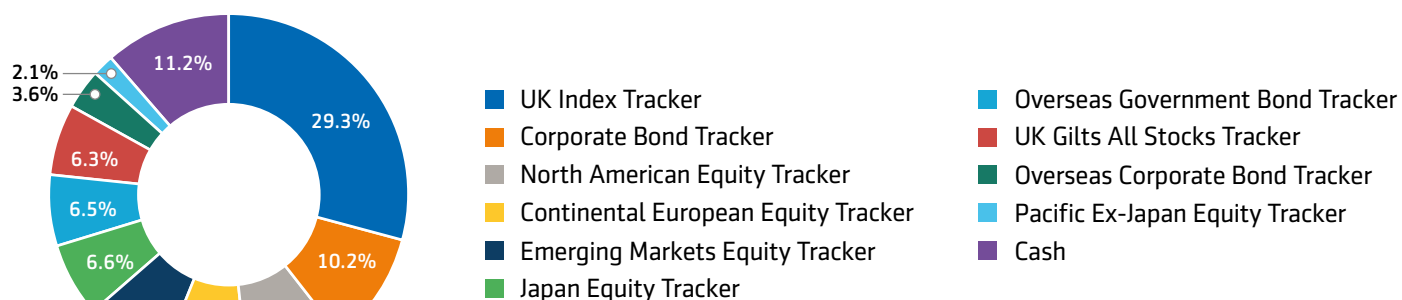 11.2%
2.1%
3.6%
29.3%
6.3%
6.5%
6.6%
10.2%
UK Index Tracker
Corporate Bond Tracker
North American Equity Tracker
Continental European Equity Tracker
Emerging Markets Equity Tracker
Japan Equity Tracker
Overseas Government Bond Tracker
UK Gilts All Stocks Tracker
Overseas Corporate Bond Tracker
Pacific Ex-Japan Equity Tracker
Cash